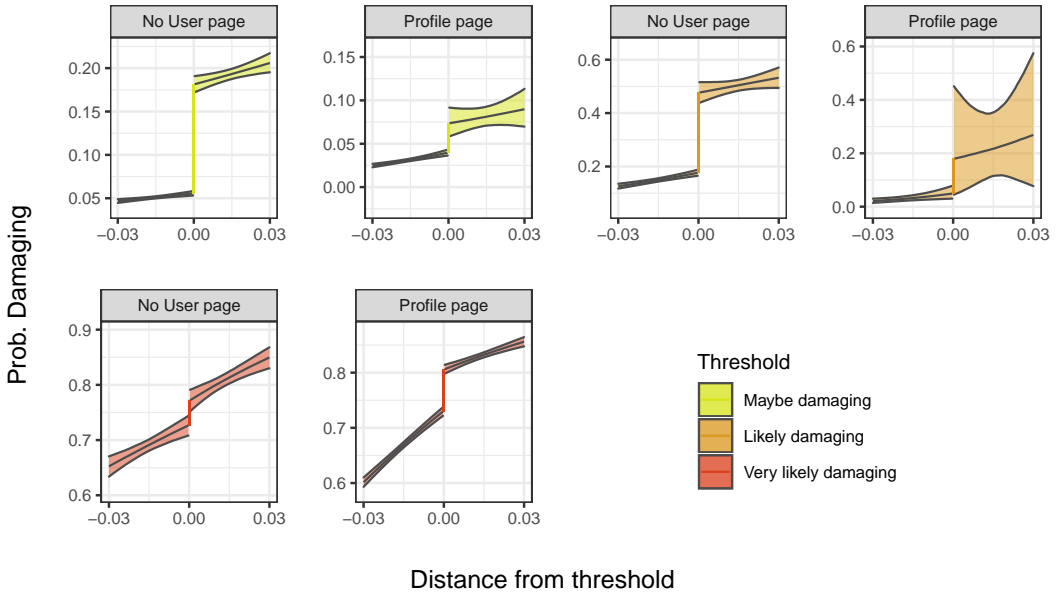 No User page
Profile page
No User page
Profile page
0.20
0.15
0.10
0.05
−0.03 0.00 0.03
0.15
0.10
0.05
0.00
−0.03 0.00 0.03
0.6
0.4
0.2
−0.03 0.00 0.03
0.6
0.4
0.2
0.0
−0.03 0.00 0.03
Prob. Damaging
No User page
Profile page
0.9
0.8
0.7
0.6
−0.03 0.00 0.03
0.8
0.7
0.6
−0.03 0.00 0.03
Threshold
Maybe damaging
Likely damaging
Very likely damaging
Distance from threshold